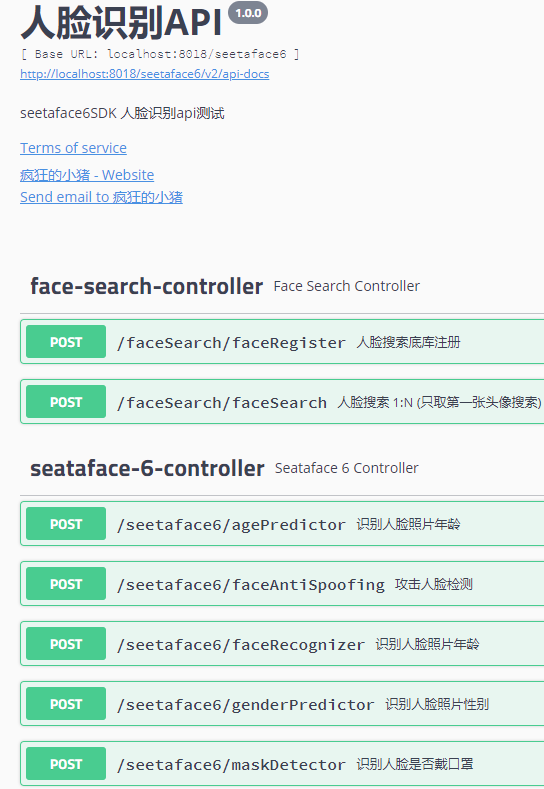 人脸识别API 1.0.0
[ Base URL: localhost:8018/seetaface6 ]
http://localhost:8018/seetaface6/v2/api-docs
seetaface6SDK 人脸识别api测试
Terms of service
疯狂的小猪 - Website
Send email to 疯狂的小猪
face-search-controller Face Search Controller
POST /faceSearch/faceRegister 人脸搜索底库注册
POST /faceSearch/faceSearch 人脸搜索 1:N (只取第一张头像搜索)
seataface-6-controller Seataface 6 Controller
POST /seetaface6/agePredictor 识别人脸照片年龄
POST /seetaface6/faceAntiSpoofing 攻击人脸检测
POST /seetaface6/faceRecognizer 识别人脸照片年龄
POST /seetaface6/genderPredictor 识别人脸照片性别
POST /seetaface6/maskDetector 识别人脸是否戴口罩